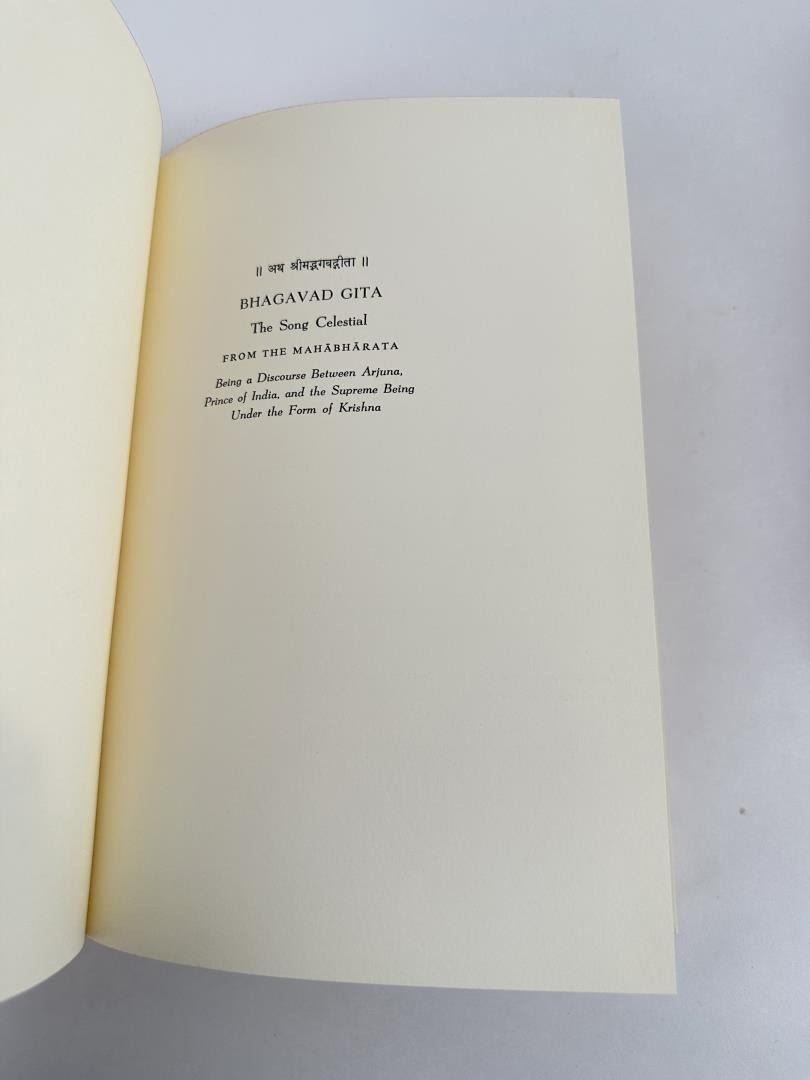 ॥ अथ श्रीमद्भगवद्गीता ॥
BHAGAVAD GITA
The Song Celestial
FROM THE MAHĀBHĀRATA
Being a Discourse Between Arjuna,
Prince of India, and the Supreme Being
Under the Form of Krishna